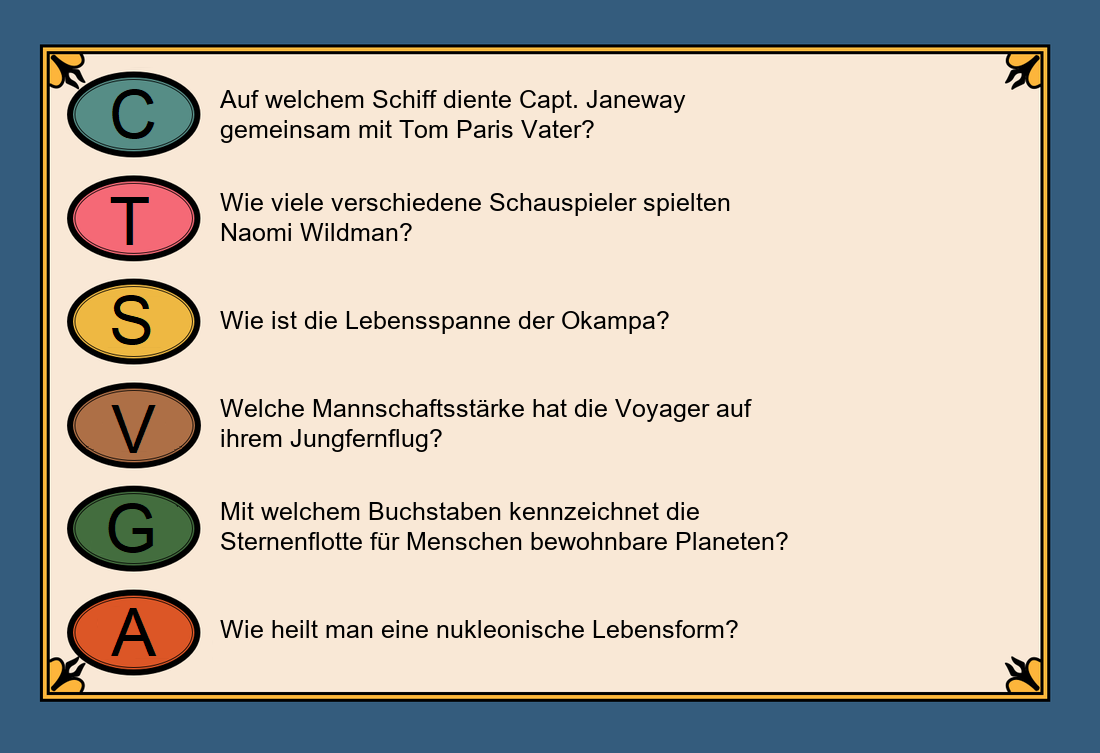 C
Auf welchem Schiff diente Capt. Janeway
gemeinsam mit Tom Paris Vater?
T
Wie viele verschiedene Schauspieler spielten
Naomi Wildman?
S
Wie ist die Lebensspanne der Okampa?
V
Welche Mannschaftsstärke hat die Voyager auf
ihrem Jungfernflug?
G
Mit welchem Buchstaben kennzeichnet die
Sternenflotte für Menschen bewohnbare Planeten?
A
Wie heilt man eine nukleonische Lebensform?